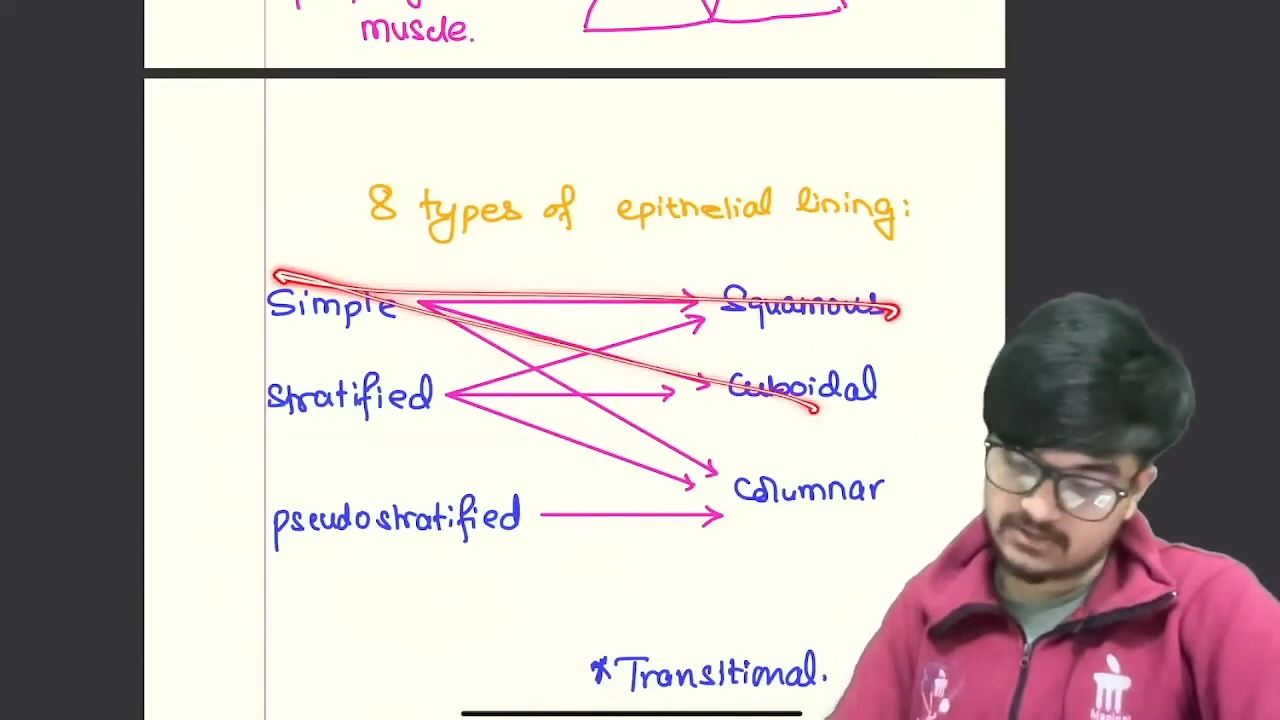 muscle.
8 types of epithelial lining:
Simple Squamous
Stratified Cuboidal
pseudostratified Columnar
*Transitional.